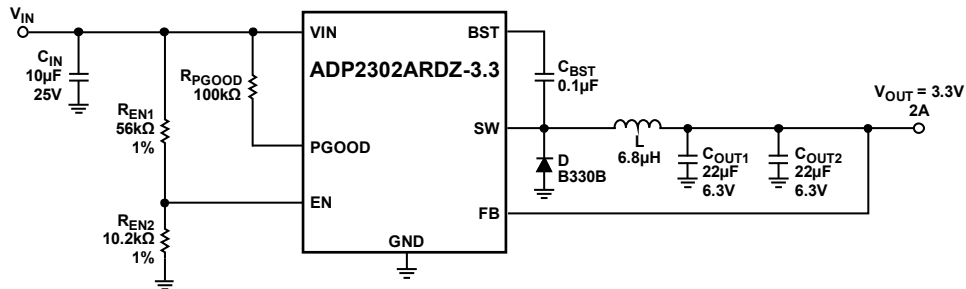 VIN
CIN
10µF
25V
REN1
56kΩ
1%
REN2
10.2kΩ
1%
RPGOOD
100kΩ
VIN
BST
ADP2302ARDZ-3.3
PGOOD
SW
EN
FB
GND
CBST
0.1µF
D
B330B
L
6.8µH
COUT1
22µF
6.3V
COUT2
22µF
6.3V
VOUT = 3.3V
2A